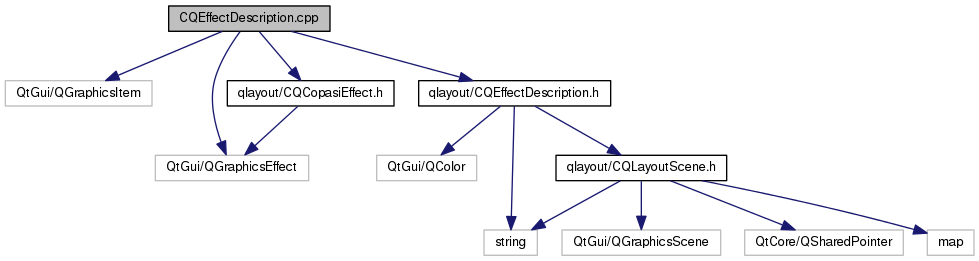 CQEffectDescription.cpp
QtGui/QGraphicsItem
qlayout/CQCopasiEffect.h
qlayout/CQEffectDescription.h
QtGui/QGraphicsEffect
QtGui/QColor
qlayout/CQLayoutScene.h
string
QtGui/QGraphicsScene
QtCore/QSharedPointer
map